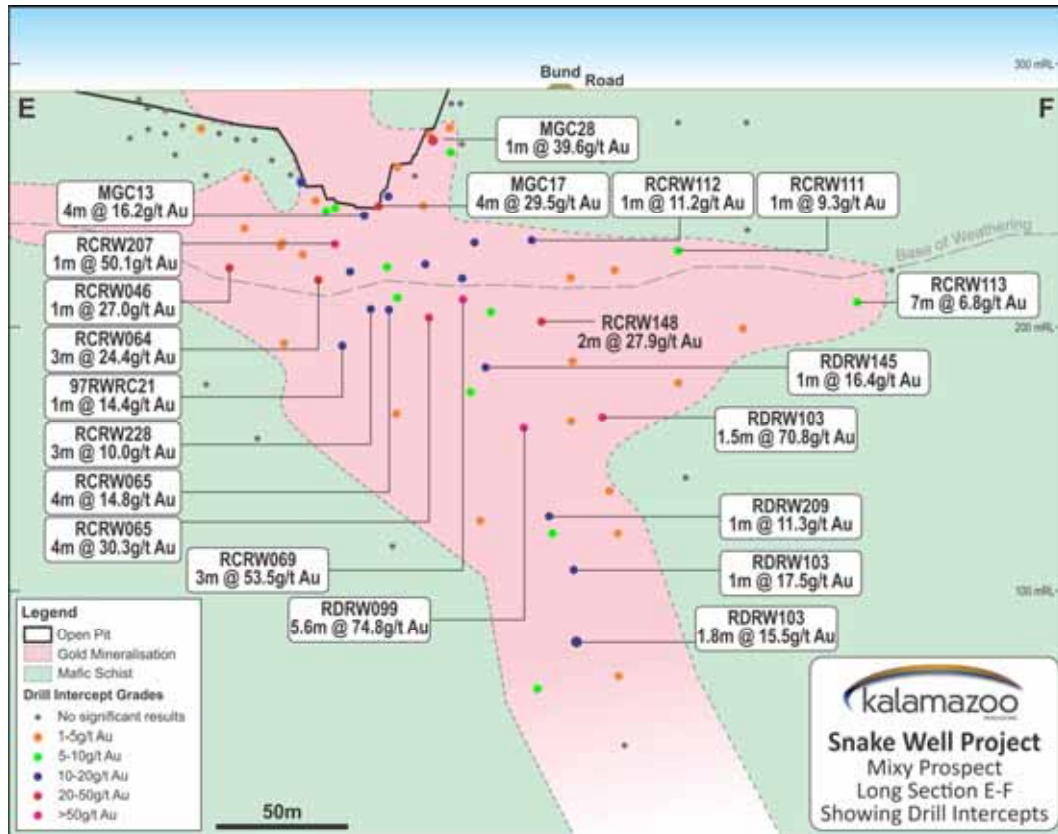 300 mRL
Bund
Road
E
F
MGC28
1m @ 39.6g/t Au
MGC13
4m @ 16.2g/t Au
MGC17
4m @ 29.5g/t Au
RCRW112
1m @ 11.2g/t Au
RCRW111
1m @ 9.3g/t Au
RCRW207
1m @ 50.1g/t Au
Base of Weathering
RCRW046
1m @ 27.0g/t Au
RCRW113
7m @ 6.8g/t Au
200 mRL
RCRW064
3m @ 24.4g/t Au
RCRW148
2m @ 27.9g/t Au
97RWRC21
1m @ 14.4g/t Au
RDRW145
1m @ 16.4g/t Au
RCRW228
3m @ 10.0g/t Au
RDRW103
1.5m @ 70.8g/t Au
RCRW065
4m @ 14.8g/t Au
RCRW065
4m @ 30.3g/t Au
RDRW209
1m @ 11.3g/t Au
RCRW069
3m @ 53.5g/t Au
RDRW103
1m @ 17.5g/t Au
100 mRL
RDRW099
5.6m @ 74.8g/t Au
RDRW103
1.8m @ 15.5g/t Au
Legend
Open Pit
Gold Mineralisation
Mafic Schist
Drill Intercept Grades
No significant results
1-5g/t Au
5-10g/t Au
10-20g/t Au
20-50g/t Au
>50g/t Au
50m
kalamazoo
Snake Well Project
Mixy Prospect
Long Section E-F
Showing Drill Intercepts